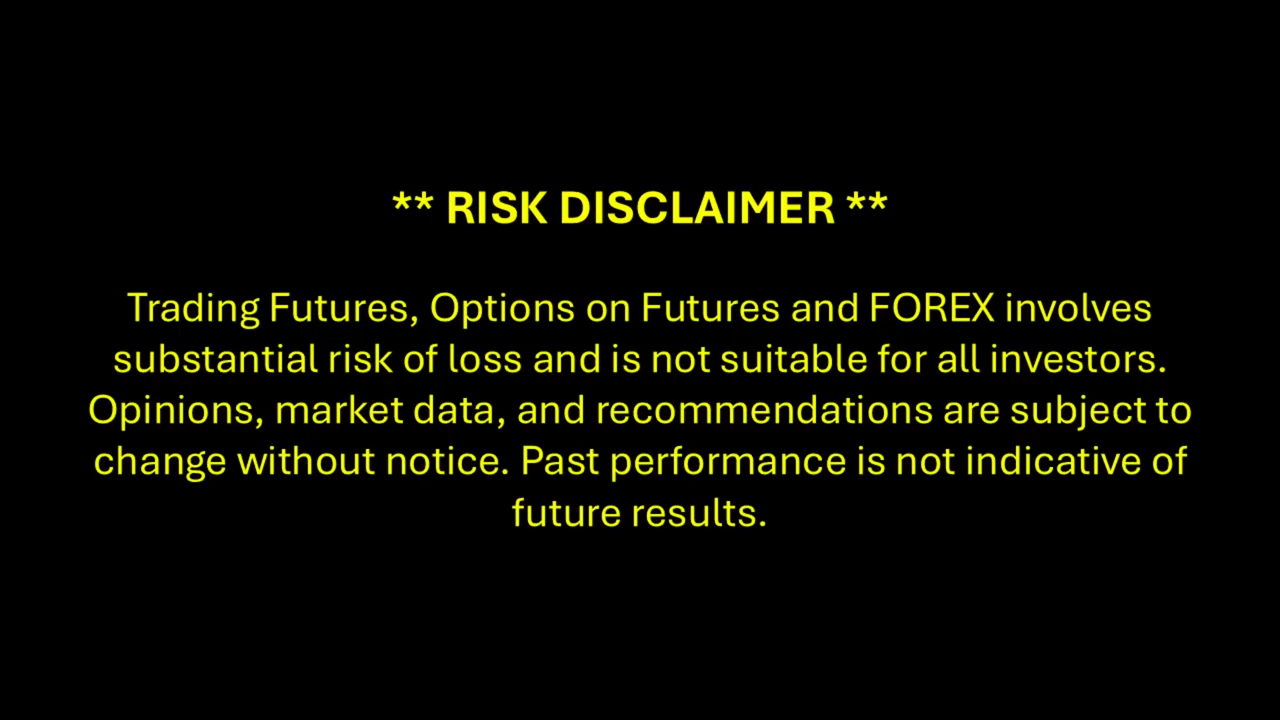 ** RISK DISCLAIMER **
Trading Futures, Options on Futures and FOREX involves
substantial risk of loss and is not suitable for all investors.
Opinions, market data, and recommendations are subject to
change without notice. Past performance is not indicative of
future results.